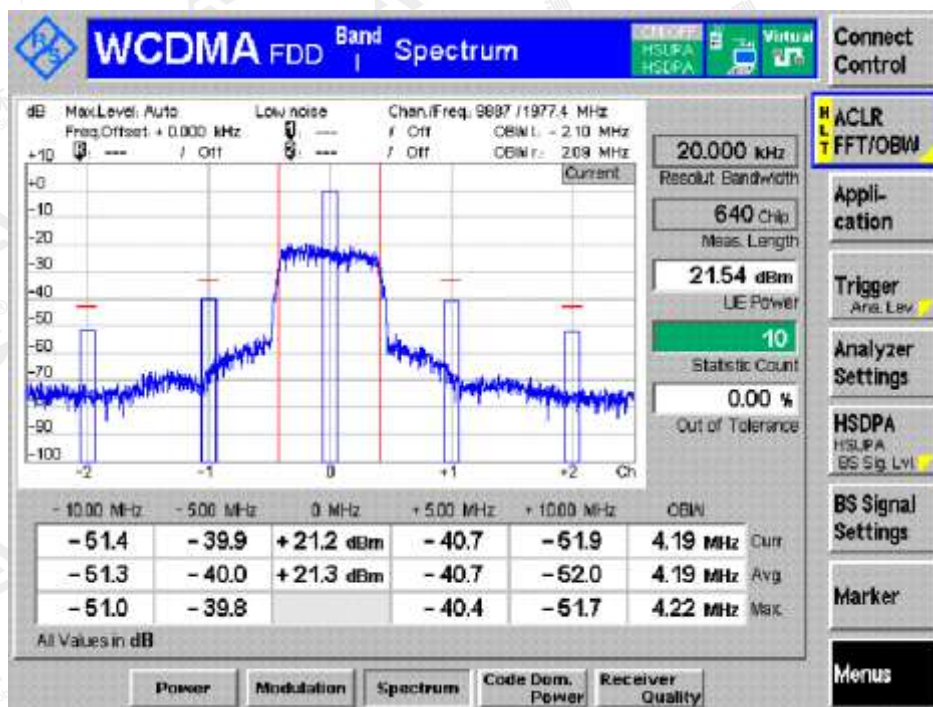 WCDMA FDD Band I Spectrum
HSUPA
HSDPA
Virtual
Connect Control
dB Max.Level: Auto Low noise Chan./Freq.: 9887 / 1977.4 MHz
Freq.Offset: + 0.000 kHz --- / Off OBW l.: - 2.10 MHz
--- / Off --- / Off OBW r.: 2.09 MHz
Current
+10
+0
-10
-20
-30
-40
-50
-60
-70
-80
-90
-100
-2 -1 0 +1 +2 Ch
20.000 kHz
Resolut. Bandwidth
640 Chip
Meas. Length
21.54 dBm
UE Power
10
Statistic Count
0.00 %
Out of Tolerance
HLT
ACLR
FFT/OBW
Appli-
cation
Trigger
Ana. Lev.
Analyzer
Settings
HSDPA
HSUPA
BS Sig. Lvl.
BS Signal
Settings
Marker
Menus
- 10.00 MHz - 5.00 MHz 0 MHz + 5.00 MHz + 10.00 MHz OBW
- 51.4 - 39.9 + 21.2 dBm - 40.7 - 51.9 4.19 MHz Curr.
- 51.3 - 40.0 + 21.3 dBm - 40.7 - 52.0 4.19 MHz Avg.
- 51.0 - 39.8 - 40.4 - 51.7 4.22 MHz Max.
All Values in dB
Power Modulation Spectrum Code Dom. Power Receiver Quality